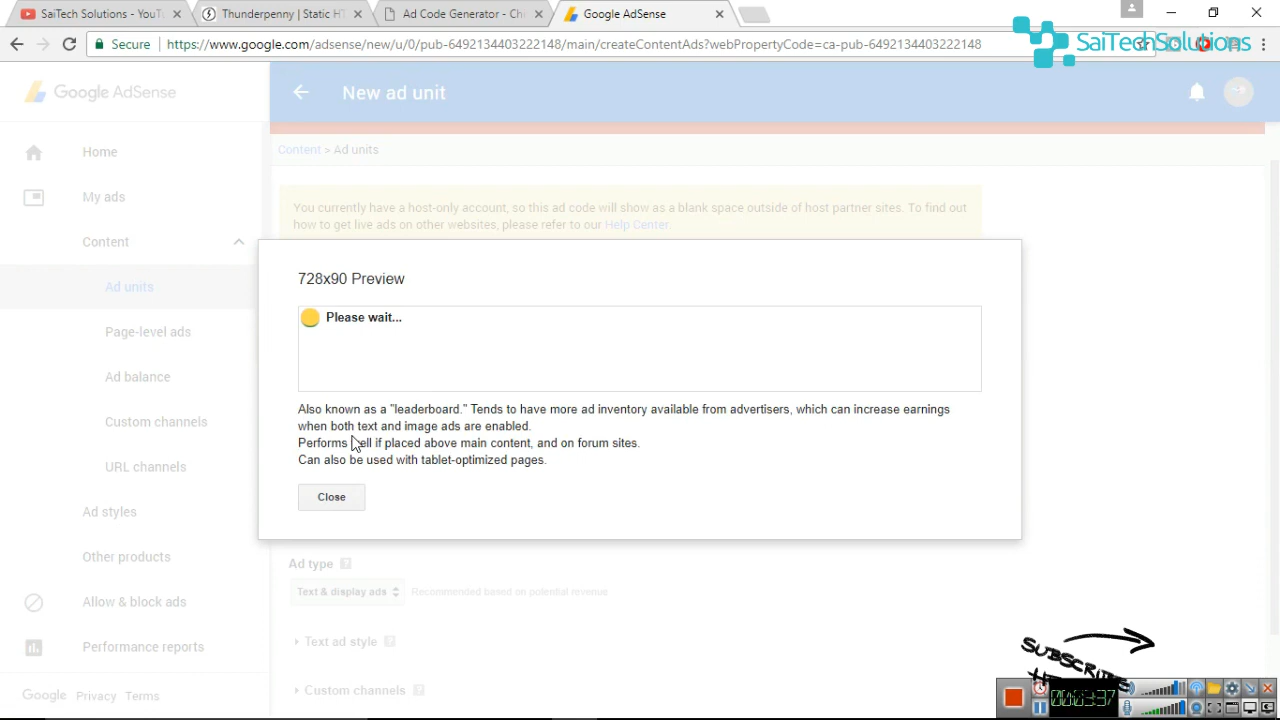 SaiTech Solutions - YouT
Thunderpenny | Static HT
Ad Code Generator - Ch
Google AdSense
Secure
https://www.google.com/adsense/new/u/0/pub-6492134403222148/main/createContentAds?webPropertyCode=ca-pub-6492134403222148
SaiTechSolutions
Google AdSense
New ad unit
Home
My ads
Content
Ad units
Page-level ads
Ad balance
Custom channels
URL channels
Ad styles
Other products
Allow & block ads
Performance reports
Google Privacy Terms
Content > Ad units
You currently have a host-only account, so this ad code will show as a blank space outside of host partner sites. To find out
how to get live ads on other websites, please refer to our Help Center.
728x90 Preview
Please wait...
Also known as a "leaderboard." Tends to have more ad inventory available from advertisers, which can increase earnings
when both text and image ads are enabled.
Performs well if placed above main content, and on forum sites.
Can also be used with tablet-optimized pages.
Close
Ad type ?
Text & display ads
Recommended based on potential revenue
Text ad style ?
Custom channels ?
SUBSCRIBE
00:03:37